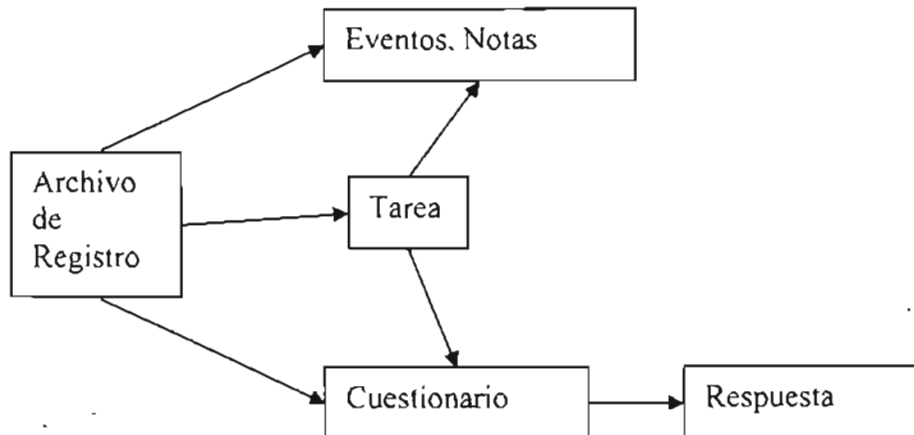 Eventos, Notas
Archivo
de
Registro
Tarea
Cuestionario
Respuesta